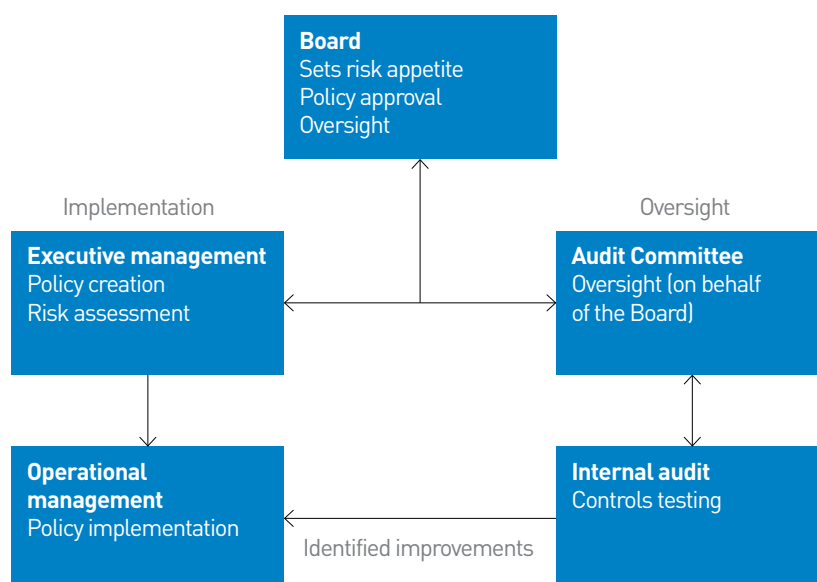 Board
Sets risk appetite
Policy approval
Oversight
Implementation
Oversight
Executive management
Policy creation
Risk assessment
Audit Committee
Oversight (on behalf
of the Board)
Operational
management
Policy implementation
Internal audit
Controls testing
Identified improvements